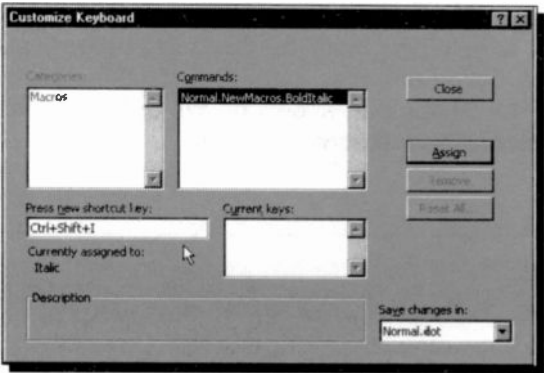 Customize Keyboard
Categories:
Commands:
Macros
Normal.NewMacros.BoldItalic
Close
Assign
Remove
Reset All...
Press new shortcut key:
Current keys:
Ctrl+Shift+I
Currently assigned to:
Italic
Description
Save changes in:
Normal.dot